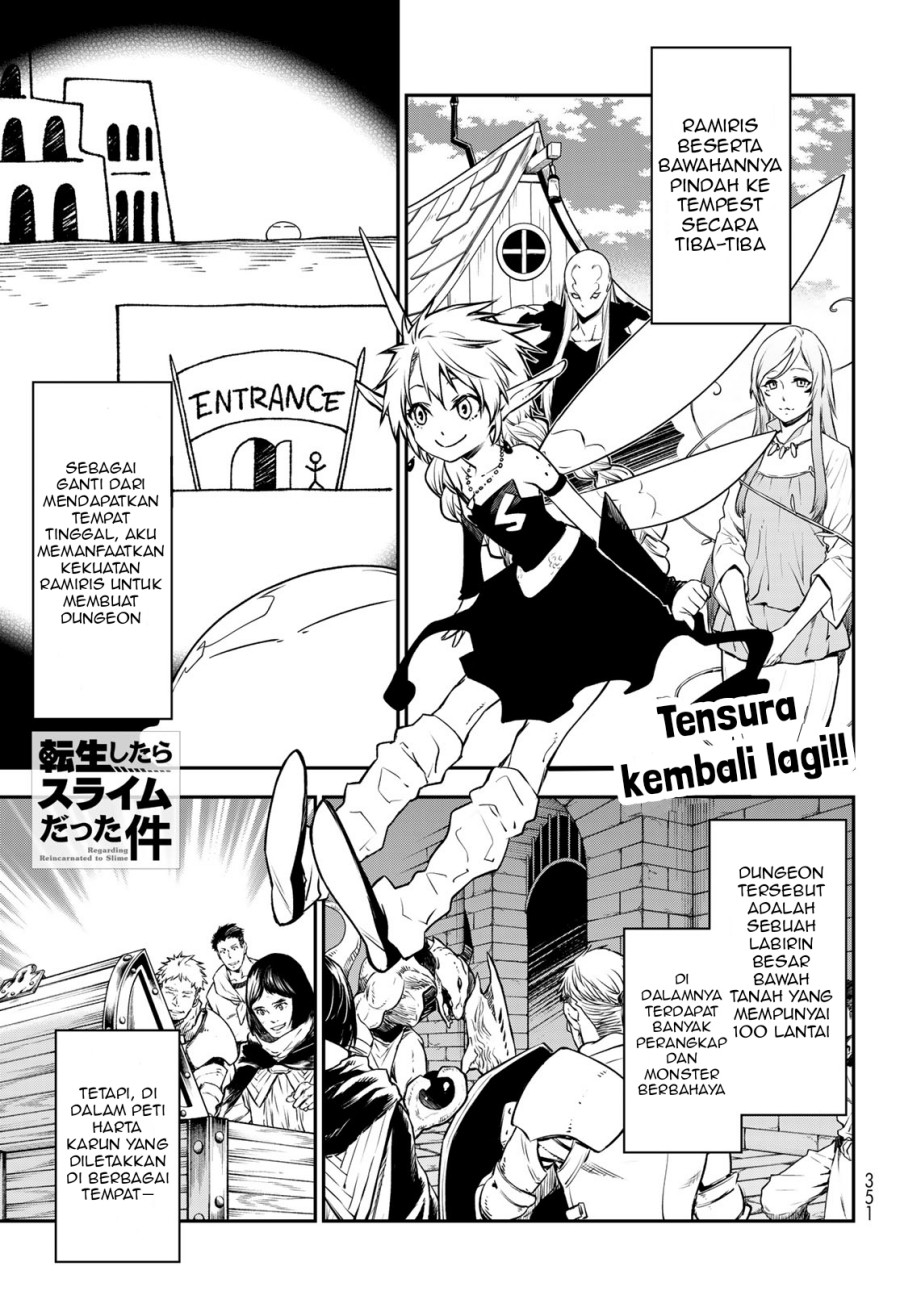 RAMIRIS
BESERTA
BAWAHANNYA
PINDAH KE
TEMPEST
SECARA
TIBA-TIBA
ENTRANCE
SEBAGAI
GANTI DARI
MENDAPATKAN
TEMPAT
TINGGAL, AKU
MEMANFAATKAN
KEKUATAN
RAMIRIS UNTUK
MEMBUAT
DUNGEON
Tensura
kembali lagi!!
転生したら
スライム
だった件
Regarding
Reincarnated to Slime
DUNGEON
TERSEBUT
ADALAH
SEBUAH
LABIRIN
BESAR
BAWAH
TANAH YANG
MEMPUNYAI
100 LANTAI
DI
DALAMNYA
TERDAPAT
BANYAK
PERANGKAP
DAN
MONSTER
BERBAHAYA
TETAPI, DI
DALAM PETI
HARTA
KARUN YANG
DILETAKKAN
DI BERBAGAI
TEMPAT—
351